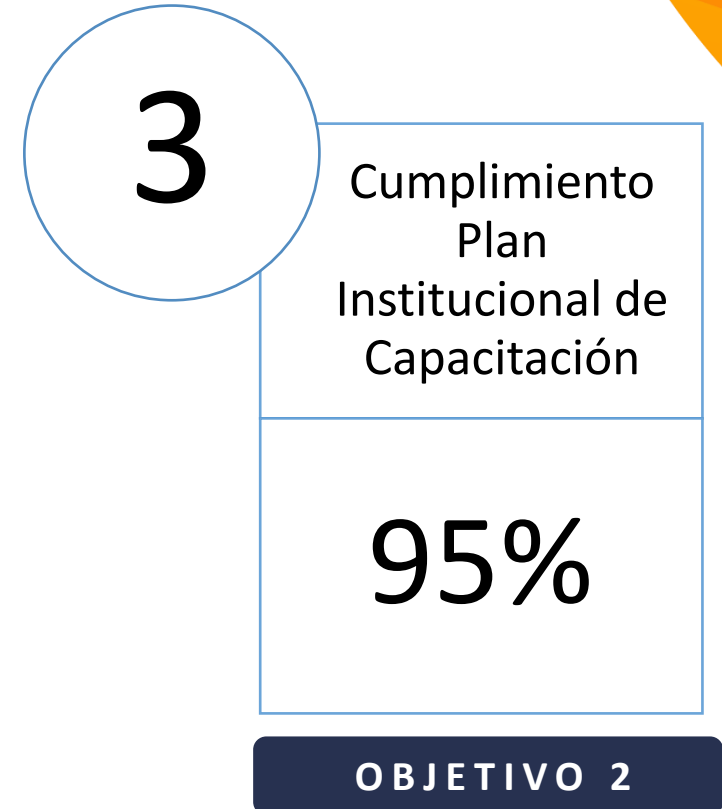 3
Cumplimiento
Plan
Institucional de
Capacitación
95%
OBJETIVO 2